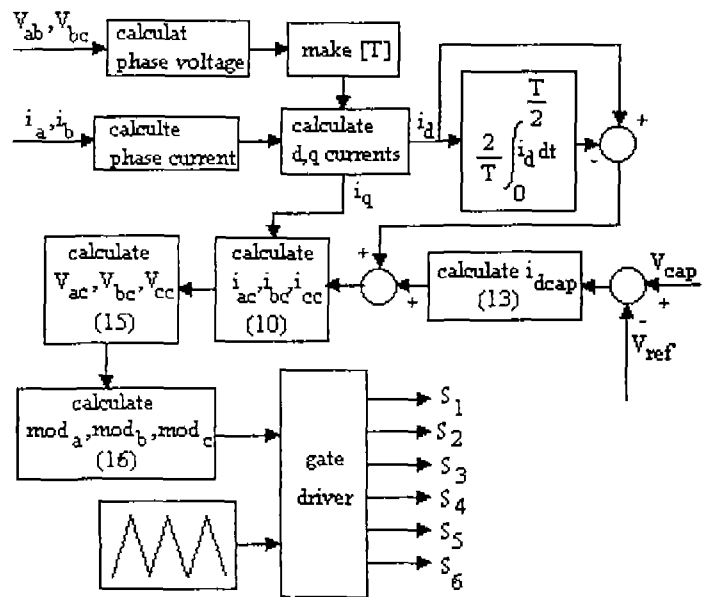 V_ab, V_bc
calculat
phase voltage
make [T]
i_a, i_b
calculte
phase current
calculate
d,q currents
i_d
T/2
2/T ∫ i_d dt
0
+
-
i_q
calculate
V_ac, V_bc, V_cc
(15)
calculate
i_ac, i_bc, i_cc
(10)
+
+
calculate i_dcap
(13)
V_cap
+
-
V_ref
calculate
mod_a, mod_b, mod_c
(16)
gate
driver
S_1
S_2
S_3
S_4
S_5
S_6